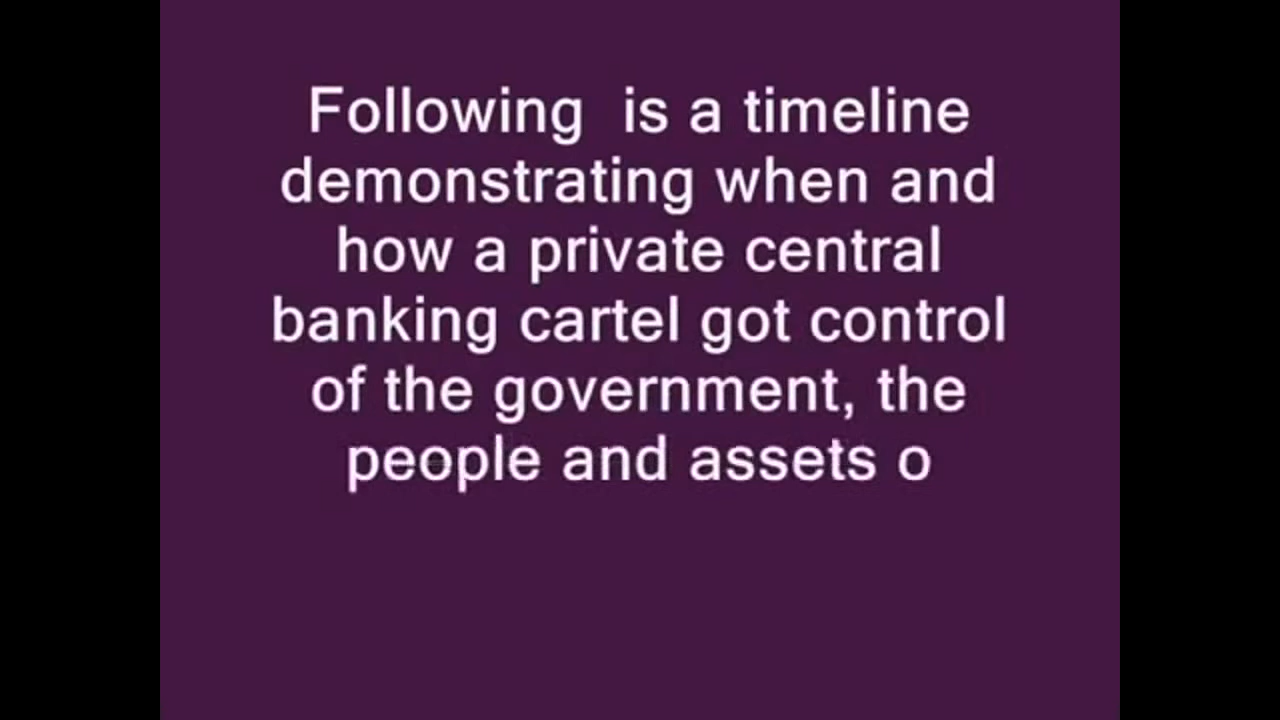 Following  is a timeline
demonstrating when and
how a private central
banking cartel got control
of the government, the
people and assets o